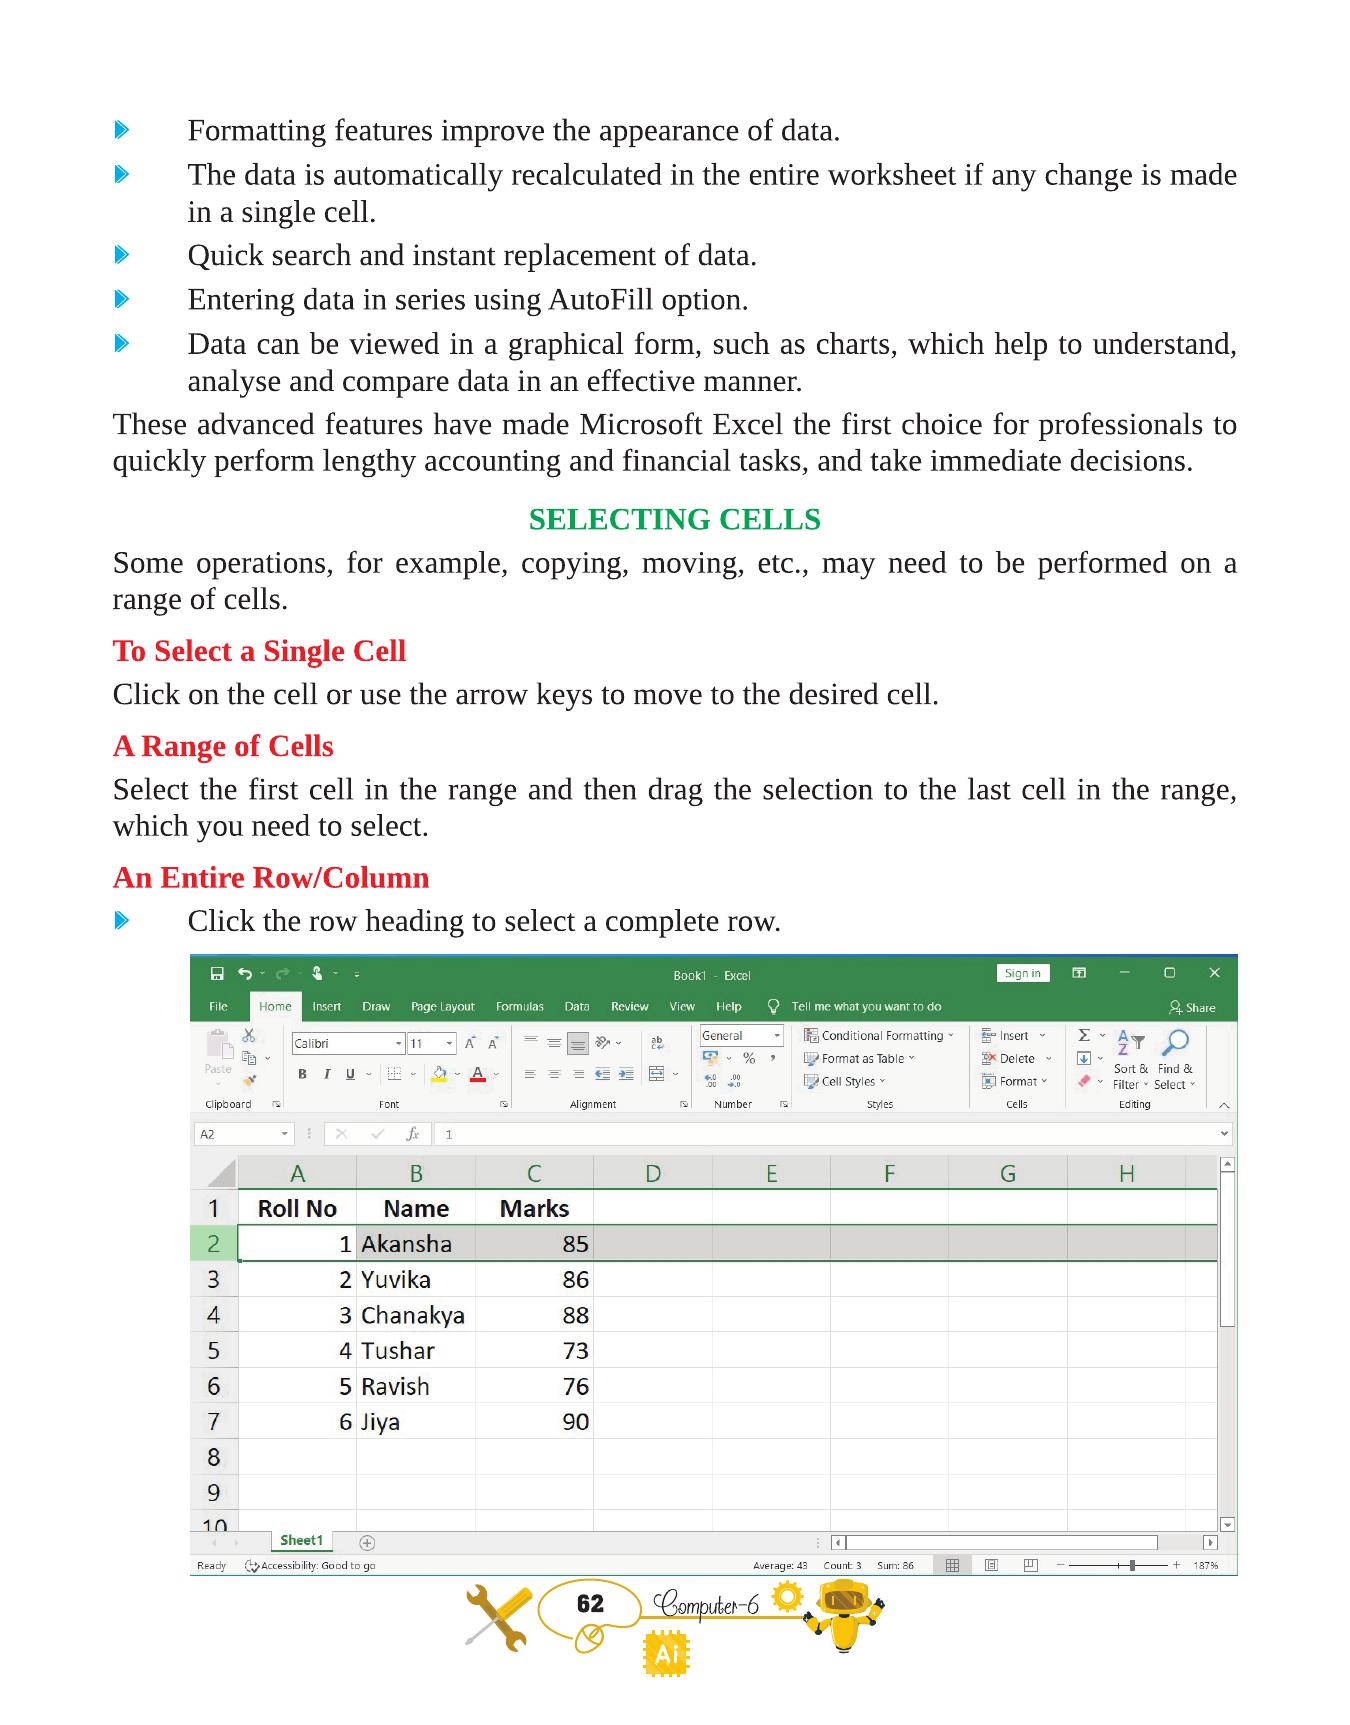 Formatting features improve the appearance of data.
The data is automatically recalculated in the entire worksheet if any change is made
in a single cell.
Quick search and instant replacement of data.
Entering data in series using AutoFill option.
Data can be viewed in a graphical form, such as charts, which help to understand,
analyse and compare data in an effective manner.
These advanced features have made Microsoft Excel the first choice for professionals to
quickly perform lengthy accounting and financial tasks, and take immediate decisions.
SELECTING CELLS
Some operations, for example, copying, moving, etc., may need to be performed on a
range of cells.
To Select a Single Cell
Click on the cell or use the arrow keys to move to the desired cell.
A Range of Cells
Select the first cell in the range and then drag the selection to the last cell in the range,
which you need to select.
An Entire Row/Column
Click the row heading to select a complete row.
Book1 - Excel Sign in
File Home Insert Draw Page Layout Formulas Data Review View Help Tell me what you want to do Share
Paste Calibri 11 A A ab General Conditional Formatting Insert Σ A Z
B I U A % , Format as Table Delete Sort & Find &
.00 .00 Cell Styles Format Filter Select
Clipboard Font Alignment Number Styles Cells Editing
A2 fx 1
A B C D E F G H
1 Roll No Name Marks
2 1 Akansha 85
3 2 Yuvika 86
4 3 Chanakya 88
5 4 Tushar 73
6 5 Ravish 76
7 6 Jiya 90
8
9
10
Sheet1
Ready Accessibility: Good to go Average: 43 Count: 3 Sum: 86 187%
62 Computer-6
Ai